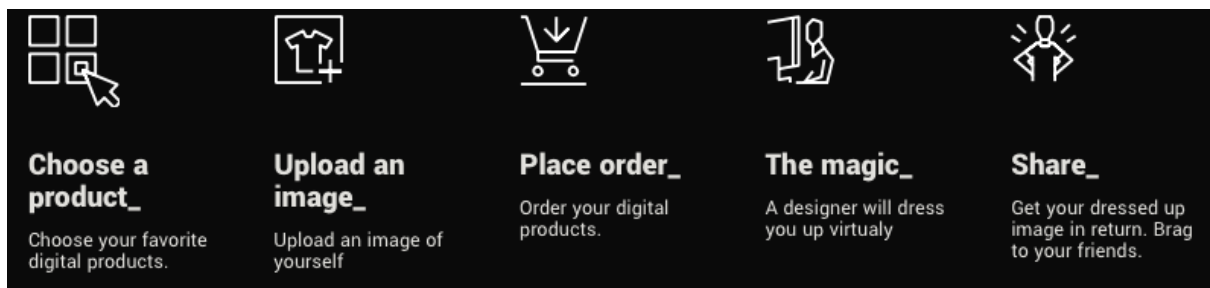 Choose a
product_
Choose your favorite
digital products.
Upload an
image_
Upload an image of
yourself
Place order_
Order your digital
products.
The magic_
A designer will dress
you up virtualy
Share_
Get your dressed up
image in return. Brag
to your friends.